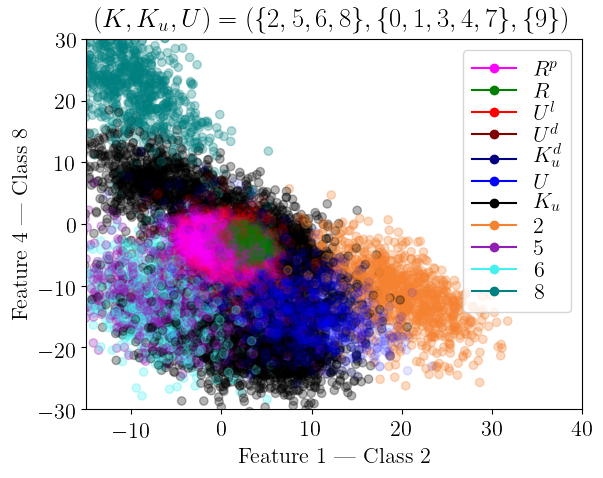 (K, K_u, U) = ({2, 5, 6, 8}, {0, 1, 3, 4, 7}, {9})
30
20
10
0
−10
−20
−30
−10
0
10
20
30
40
Feature 4 — Class 8
Feature 1 — Class 2
R^p
R
U^l
U^d
K_u^d
U
K_u
2
5
6
8